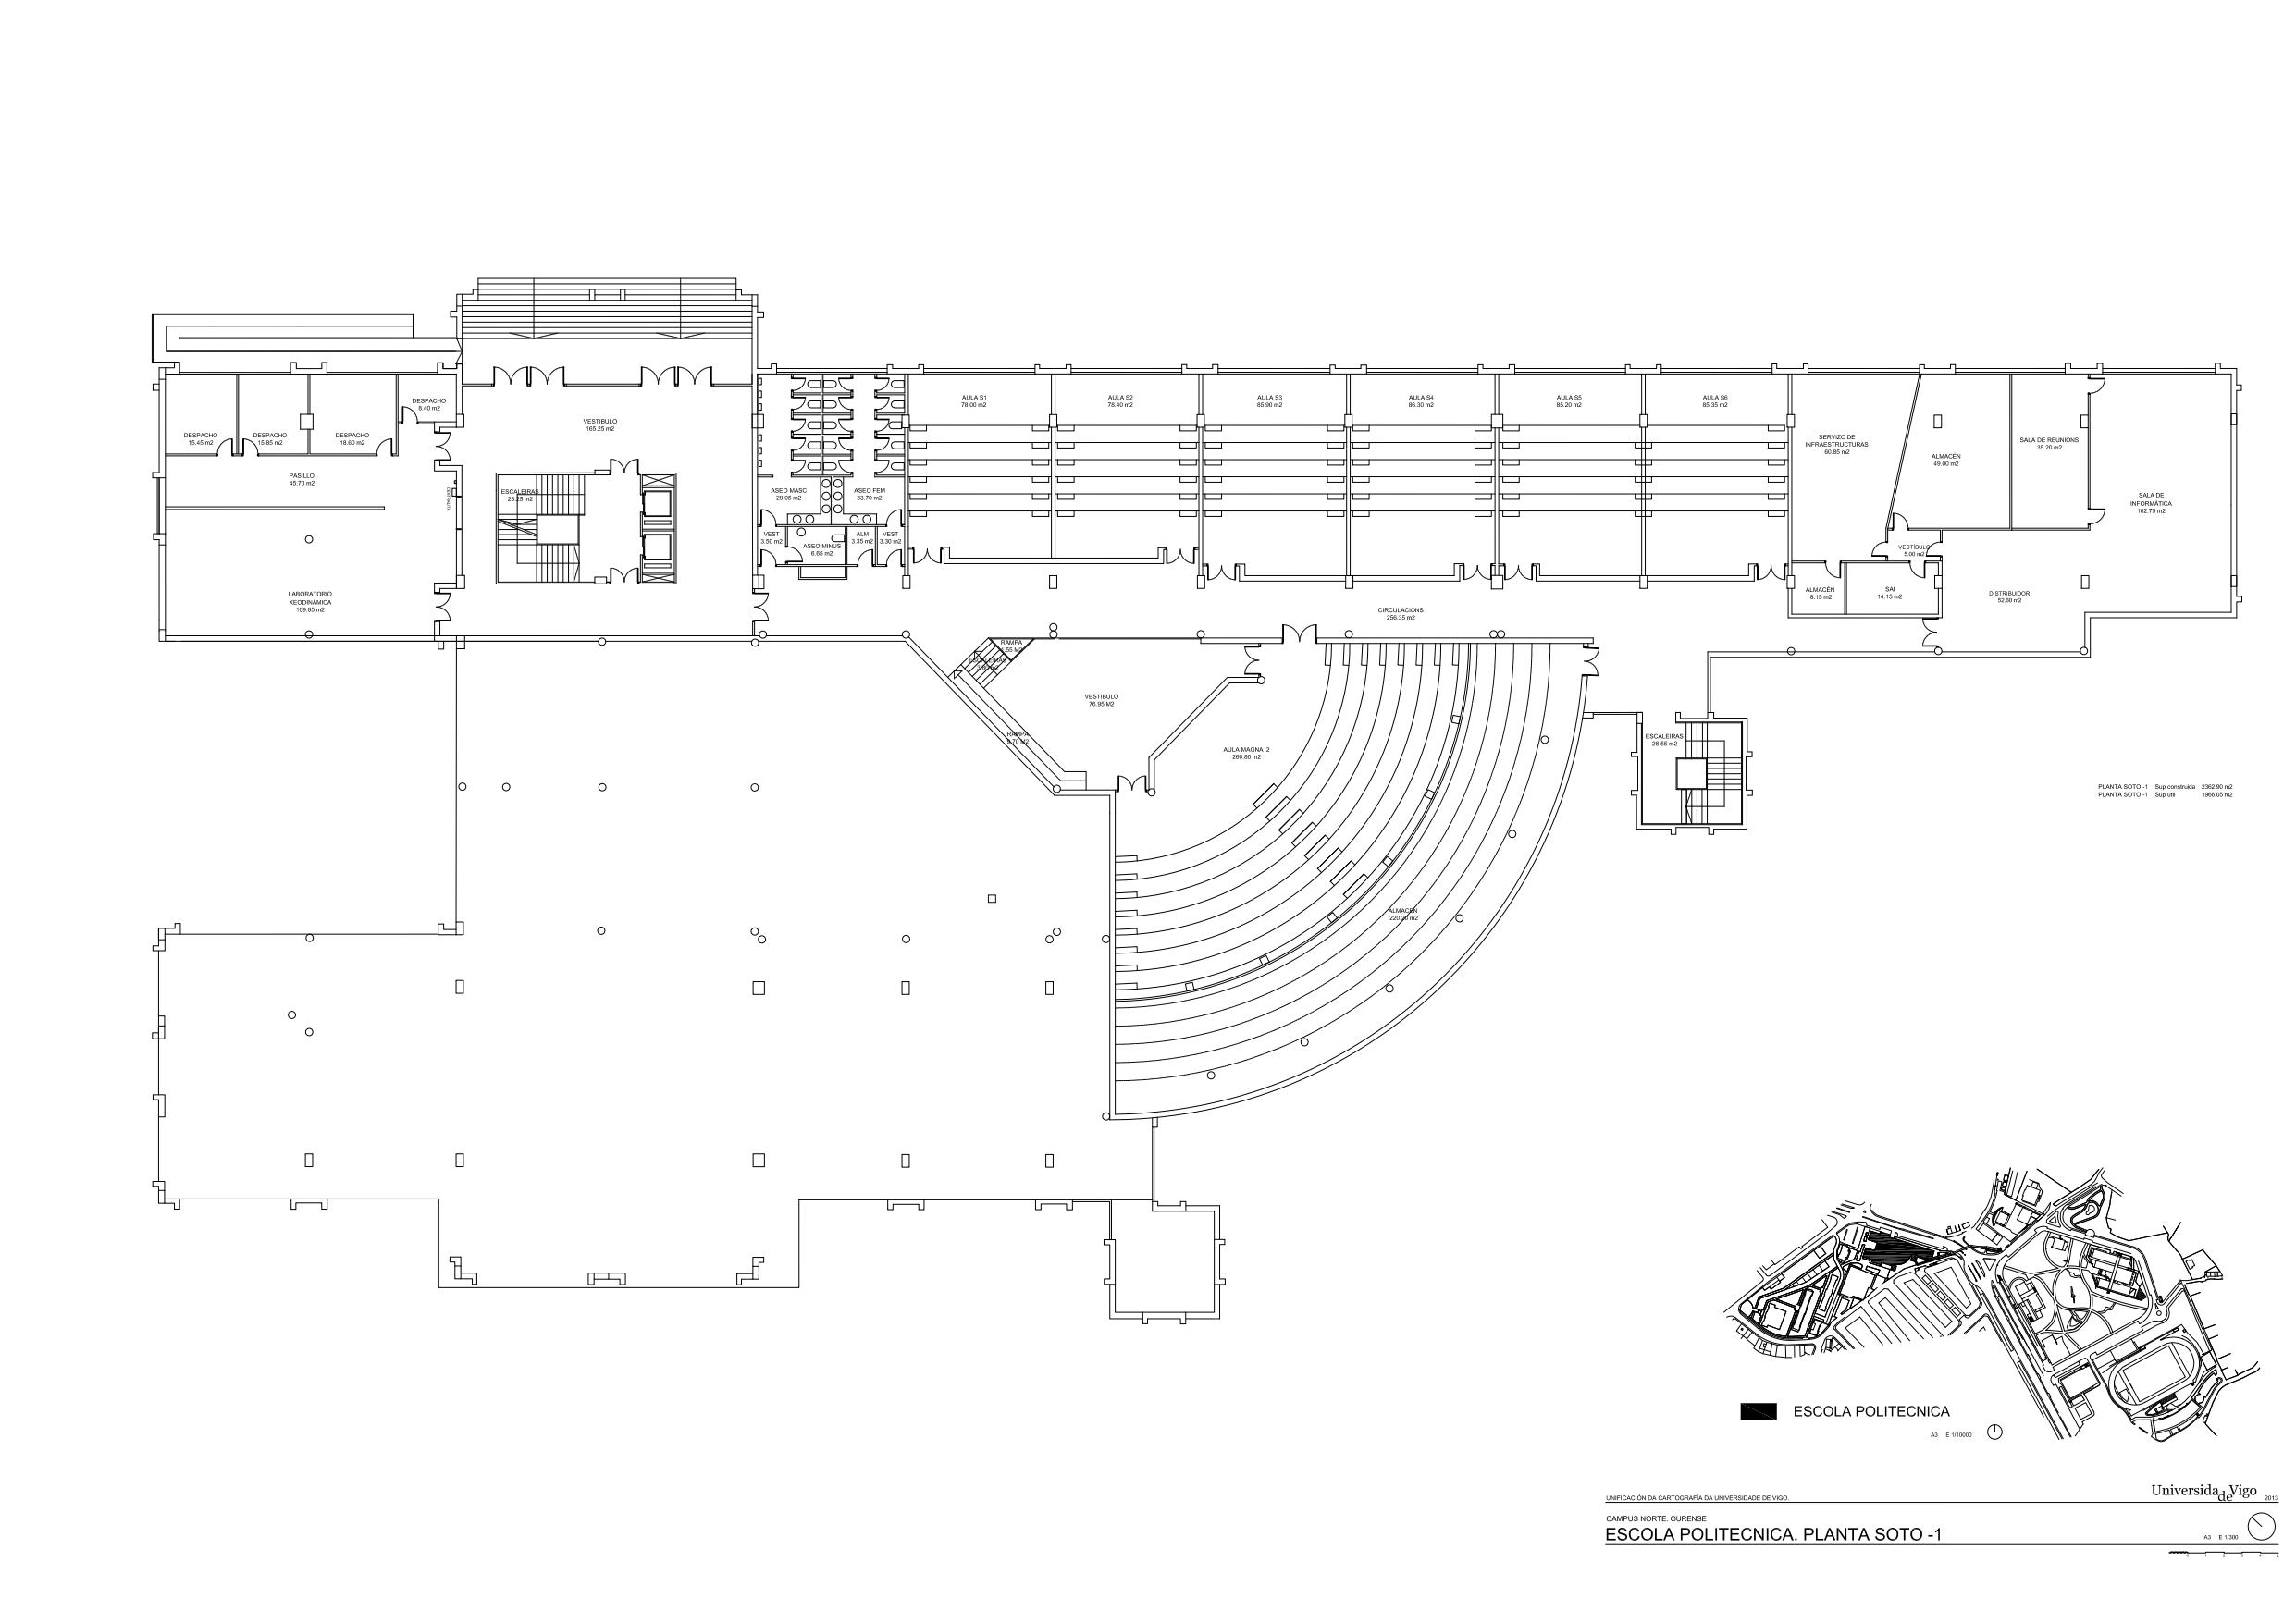 DESPACHO
8.40 m2
DESPACHO
15.45 m2
DESPACHO
15.85 m2
DESPACHO
18.60 m2
PASILLO
45.70 m2
LABORATORIO
XEODINÁMICA
109.85 m2
VESTIBULO
165.25 m2
ESCALEIRAS
23.25 m2
ASEO MASC
29.05 m2
ASEO FEM
33.70 m2
VEST
3.50 m2
ASEO MINUS
6.65 m2
ALM
3.35 m2
VEST
3.30 m2
AULA S1
78.00 m2
AULA S2
78.40 m2
AULA S3
85.90 m2
AULA S4
86.30 m2
AULA S5
85.20 m2
AULA S6
85.35 m2
SERVIZO DE
INFRAESTRUCTURAS
60.85 m2
ALMACÉN
49.00 m2
SALA DE REUNIONS
35.20 m2
SALA DE
INFORMÁTICA
102.75 m2
VESTÍBULO
5.00 m2
ALMACÉN
8.15 m2
SAI
14.15 m2
DISTRIBUIDOR
52.60 m2
CIRCULACIONS
256.35 m2
RAMPA
ESCALEIRAS
VESTIBULO
76.95 M2
RAMPA
AULA MAGNA 2
260.80 m2
ESCALEIRAS
28.55 m2
ALMACÉN
220.20 m2
PLANTA SOTO -1 Sup construida 2362.90 m2
PLANTA SOTO -1 Sup util 1966.05 m2
ESCOLA POLITECNICA
A3 E 1/10000
UNIFICACIÓN DA CARTOGRAFÍA DA UNIVERSIDADE DE VIGO.
Universidade Vigo
2013
CAMPUS NORTE. OURENSE
ESCOLA POLITECNICA. PLANTA SOTO -1
A3 E 1/300